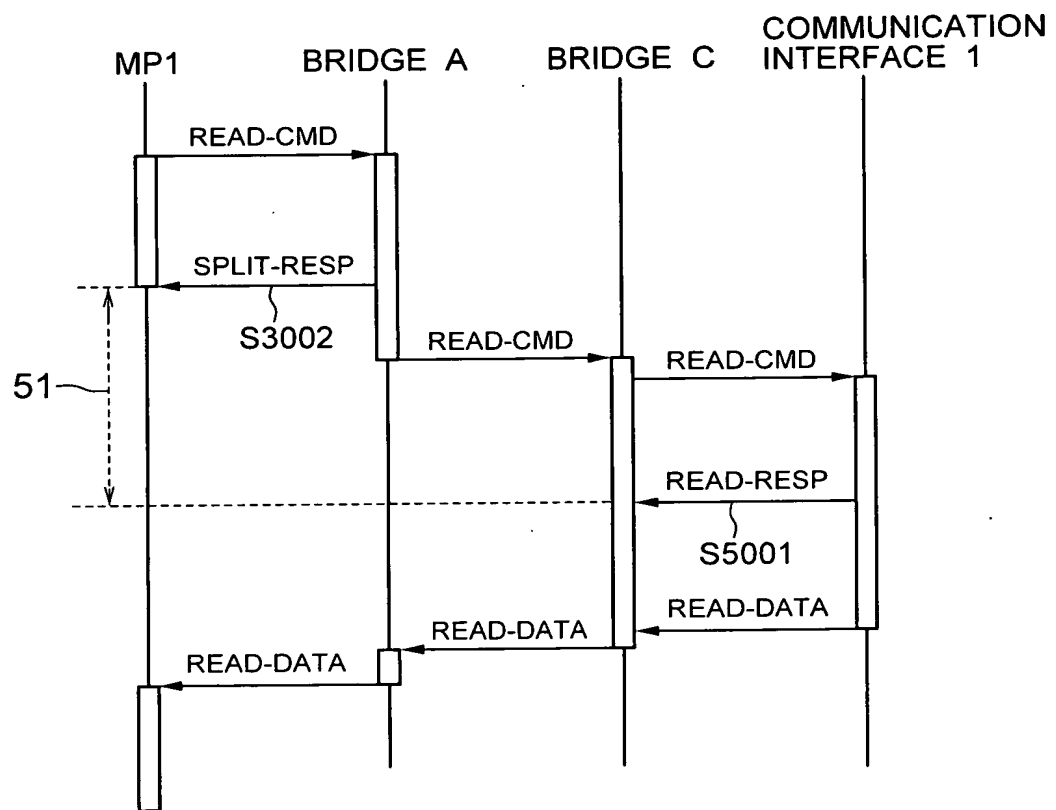 MP1
BRIDGE A
BRIDGE C
COMMUNICATION
INTERFACE 1
READ-CMD
SPLIT-RESP
S3002
READ-CMD
READ-CMD
51
READ-RESP
S5001
READ-DATA
READ-DATA
READ-DATA